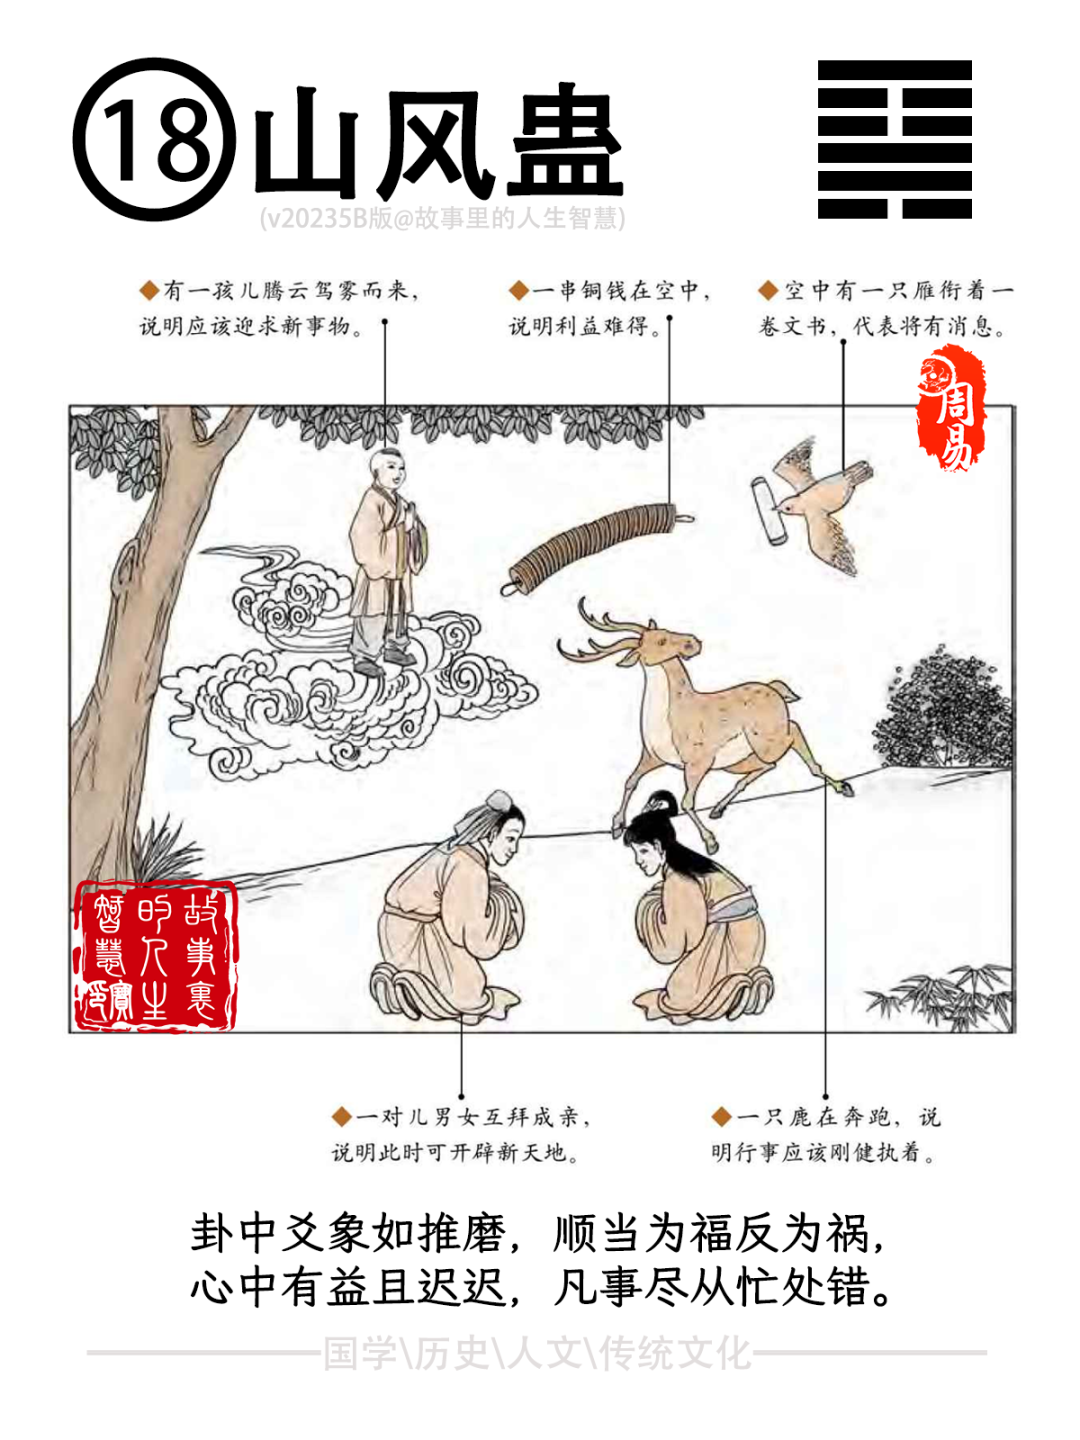 18 山风蛊
(v20235B版@故事里的人生智慧)
◆有一孩儿腾云驾雾而来，
说明应该迎求新事物。
◆一串铜钱在空中，
说明利益难得。
◆空中有一只雁衔着一
卷文书，代表将有消息。
周易
故事里
的人生
智慧
◆一对儿男女互拜成亲，
说明此时可开辟新天地。
◆一只鹿在奔跑，说
明行事应该刚健执着。
卦中爻象如推磨，顺当为福反为祸，
心中有益且迟迟，凡事尽从忙处错。
国学\历史\人文\传统文化